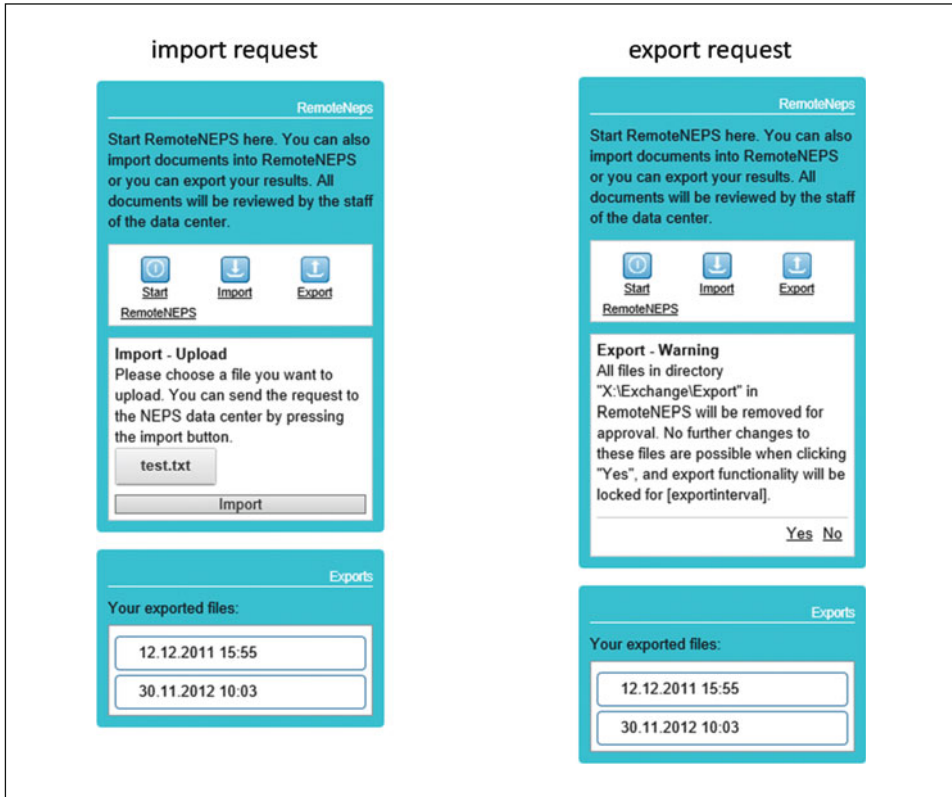 import request
RemoteNeps
Start RemoteNEPS here. You can also
import documents into RemoteNEPS
or you can export your results. All
documents will be reviewed by the staff
of the data center.
Start
RemoteNEPS
Import
Export
Import - Upload
Please choose a file you want to
upload. You can send the request to
the NEPS data center by pressing
the import button.
test.txt
Import
Exports
Your exported files:
12.12.2011 15:55
30.11.2012 10:03
export request
RemoteNeps
Start RemoteNEPS here. You can also
import documents into RemoteNEPS
or you can export your results. All
documents will be reviewed by the staff
of the data center.
Start
RemoteNEPS
Import
Export
Export - Warning
All files in directory
"X:\Exchange\Export" in
RemoteNEPS will be removed for
approval. No further changes to
these files are possible when clicking
"Yes", and export functionality will be
locked for [exportinterval].
Yes No
Exports
Your exported files:
12.12.2011 15:55
30.11.2012 10:03